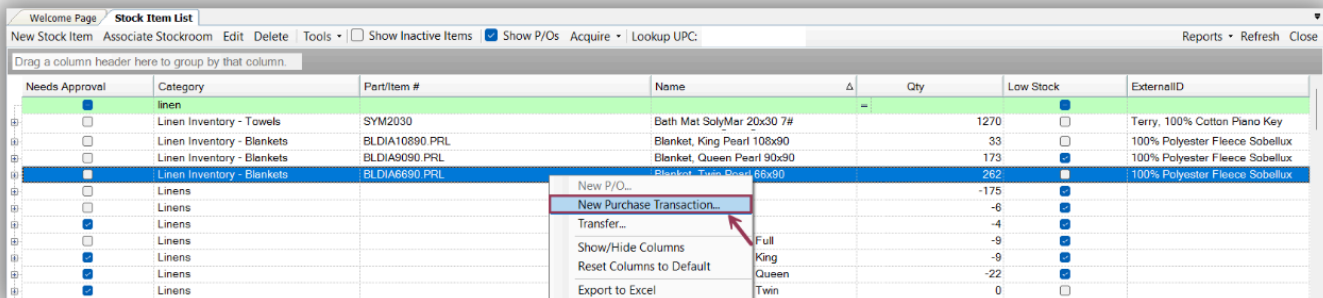 Welcome Page Stock Item List
New Stock Item Associate Stockroom Edit Delete Tools Show Inactive Items Show P/Os Acquire Lookup UPC: Reports Refresh Close
Drag a column header here to group by that column.
Needs Approval Category Part/Item # Name Qty Low Stock ExternalID
linen =
Linen Inventory - Towels SYM2030 Bath Mat SolyMar 20x30 7# 1270 Terry, 100% Cotton Piano Key
Linen Inventory - Blankets BLDIA10890.PRL Blanket, King Pearl 108x90 33 100% Polyester Fleece Sobellux
Linen Inventory - Blankets BLDIA9090.PRL Blanket, Queen Pearl 90x90 173 100% Polyester Fleece Sobellux
Linen Inventory - Blankets BLDIA6690.PRL Blanket, Twin Pearl 66x90 262 100% Polyester Fleece Sobellux
New P/O...
Linens -175
New Purchase Transaction...
Linens -6
Transfer...
Linens -4
Linens Full -9
Show/Hide Columns
Linens King -9
Reset Columns to Default
Linens Queen -22
Export to Excel
Linens Twin 0